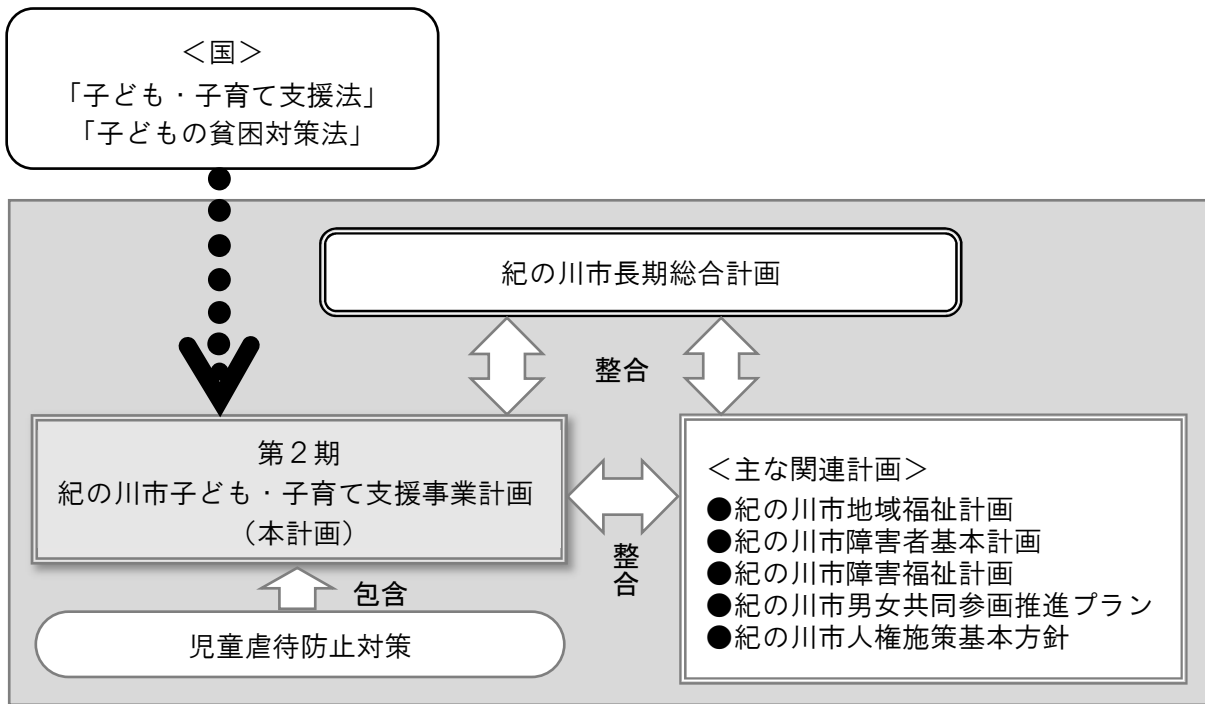 ＜国＞
「子ども・子育て支援法」
「子どもの貧困対策法」
紀の川市長期総合計画
整合
第２期
紀の川市子ども・子育て支援事業計画
（本計画）
整合
＜主な関連計画＞
●紀の川市地域福祉計画
●紀の川市障害者基本計画
●紀の川市障害福祉計画
●紀の川市男女共同参画推進プラン
●紀の川市人権施策基本方針
包含
児童虐待防止対策